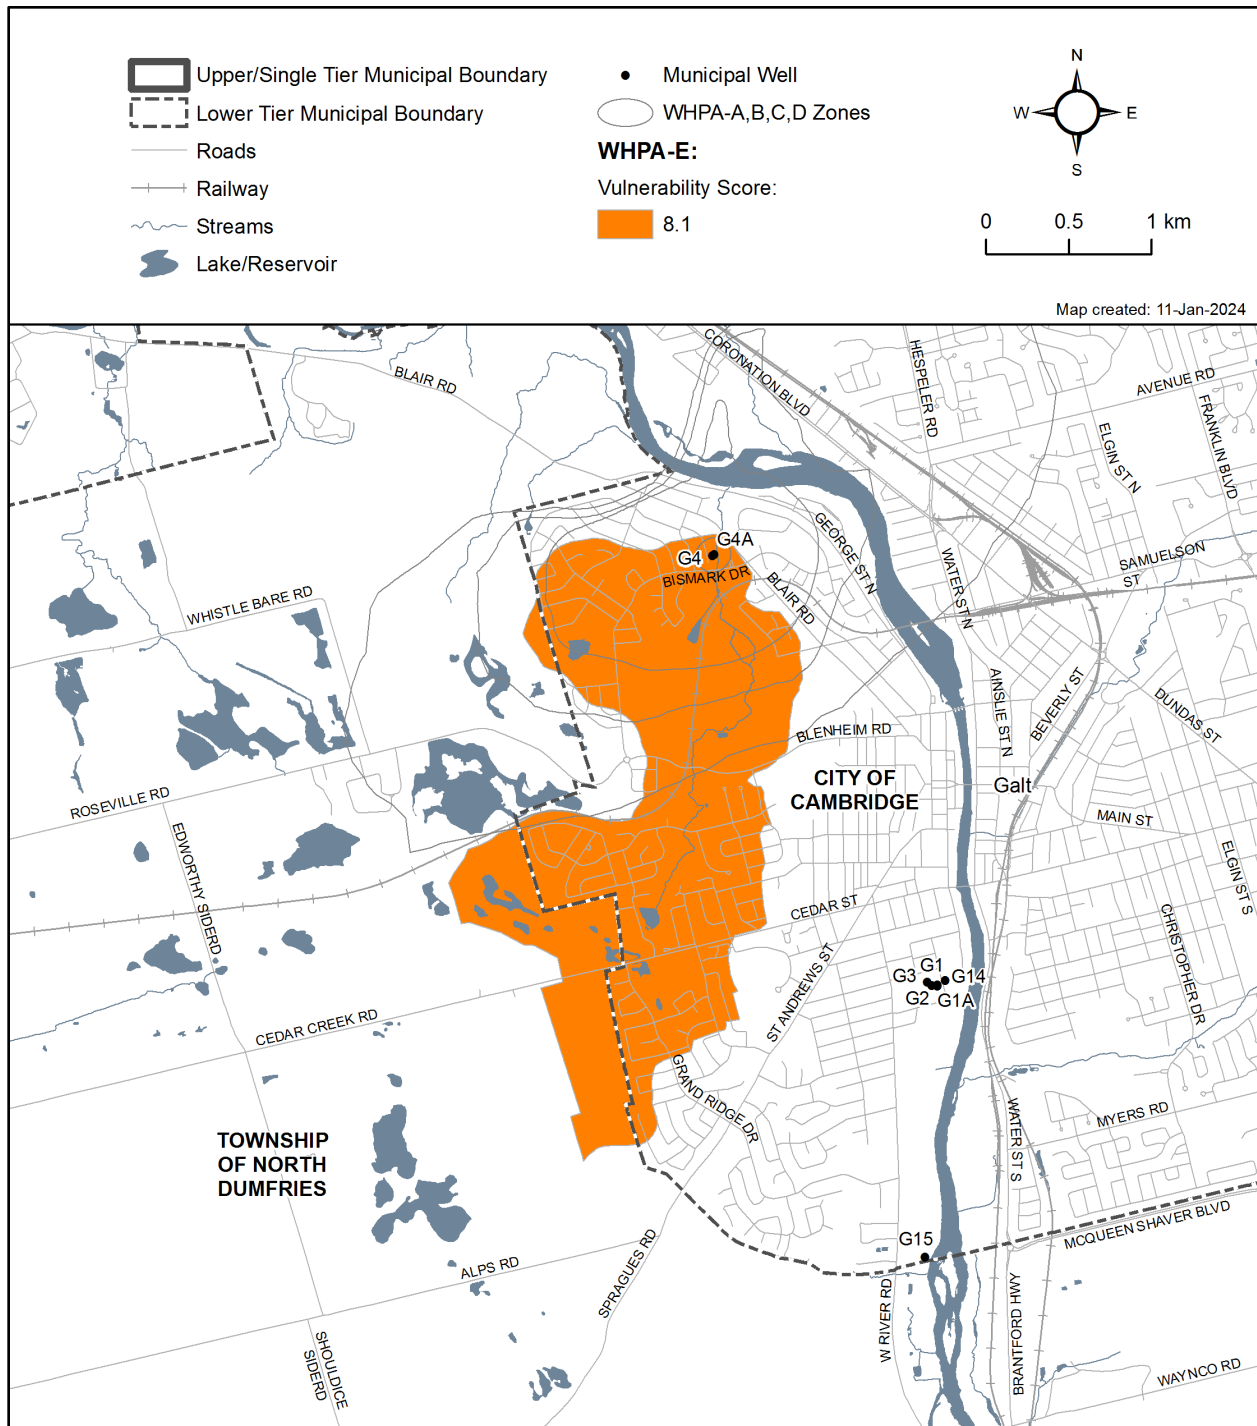 Upper/Single Tier Municipal Boundary
Lower Tier Municipal Boundary
Roads
Railway
Streams
Lake/Reservoir
Municipal Well
WHPA-A,B,C,D Zones
WHPA-E:
Vulnerability Score:
8.1
N
W
E
S
0
0.5
1 km
Map created: 11-Jan-2024
CORONATION BLVD
HESPELER RD
BLAIR RD
AVENUE RD
FRANKLIN BLVD
ELGIN ST N
GEORGE ST N
G4A
G4
BISMARK DR
BLAIR RD
WATER ST N
SAMUELSON
ST
WHISTLE BARE RD
AINSLIE ST N
BEVERLY ST
DUNDAS ST
BLENHEIM RD
CITY OF
CAMBRIDGE
Galt
ROSEVILLE RD
MAIN ST
EDWORTHY SIDERD
ELGIN ST S
CEDAR ST
CHRISTOPHER DR
ST ANDREWS ST
G1
G3
G14
G2
G1A
CEDAR CREEK RD
GRAND RIDGE DR
WATER ST S
MYERS RD
TOWNSHIP
OF NORTH
DUMFRIES
MCQUEEN SHAVER BLVD
G15
ALPS RD
SPRAGUES RD
W RIVER RD
BRANTFORD HWY
SHOULDICE
SIDERD
WAYNCO RD